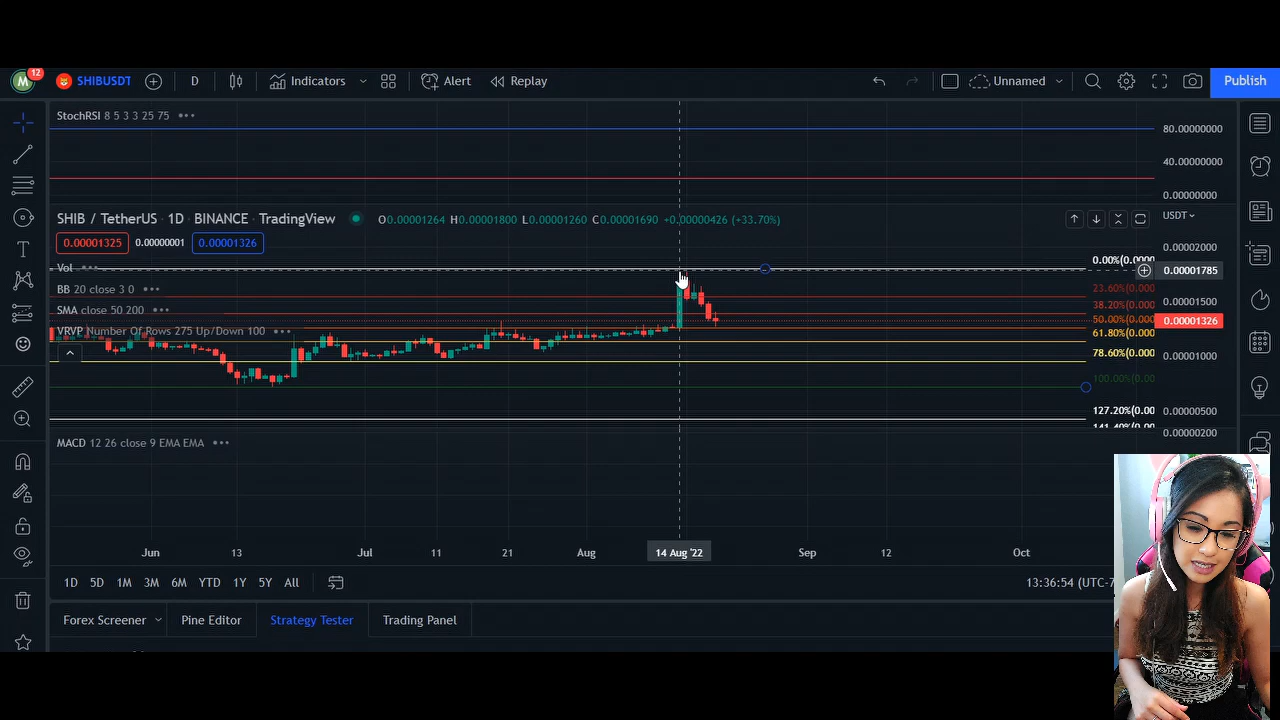 M 12 SHIBUSDT D Indicators Alert Replay Unnamed Publish
StochRSI 8 5 3 3 25 75
80.00000000
40.00000000
0.00000000
SHIB / TetherUS · 1D · BINANCE · TradingView O0.00001264 H0.00001800 L0.00001260 C0.00001690 +0.00000426 (+33.70%) USDT
0.00001325 0.00000001 0.00001326
0.00002000
Vol
0.00%(0.000
0.00001785
BB 20 close 3 0
23.60%(0.000
0.00001500
38.20%(0.000
SMA close 50 200
50.00%(0.000
0.00001326
VRVP Number Of Rows 275 Up/Down 100
61.80%(0.000
78.60%(0.000
0.00001000
100.00%(0.00
127.20%(0.00
0.00000500
141.40%(0.00
0.00000200
MACD 12 26 close 9 EMA EMA
Jun 13 Jul 11 21 Aug 14 Aug '22 Sep 12 Oct
1D 5D 1M 3M 6M YTD 1Y 5Y All 13:36:54 (UTC-7
Forex Screener Pine Editor Strategy Tester Trading Panel